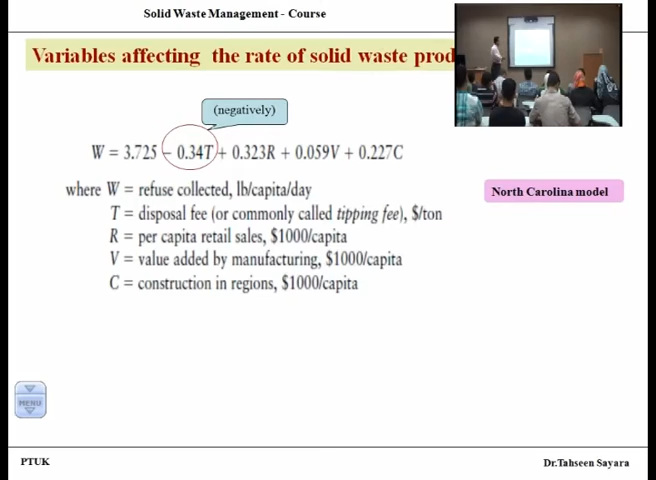 Solid Waste Management - Course
Variables affecting the rate of solid waste prod
(negatively)
W = 3.725 − 0.34T + 0.323R + 0.059V + 0.227C
where W = refuse collected, lb/capita/day
North Carolina model
T = disposal fee (or commonly called tipping fee), $/ton
R = per capita retail sales, $1000/capita
V = value added by manufacturing, $1000/capita
C = construction in regions, $1000/capita
MENU
PTUK
Dr.Tahseen Sayara